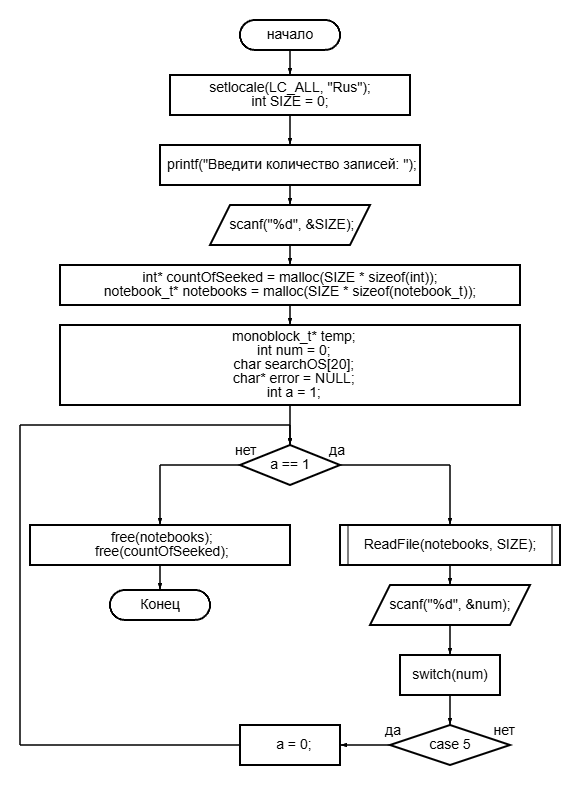 начало
setlocale(LC_ALL, "Rus");
int SIZE = 0;
printf("Введити количество записей: ");
scanf("%d", &SIZE);
int* countOfSeeked = malloc(SIZE * sizeof(int));
notebook_t* notebooks = malloc(SIZE * sizeof(notebook_t));
monoblock_t* temp;
int num = 0;
char searchOS[20];
char* error = NULL;
int a = 1;
нет
a == 1
да
free(notebooks);
free(countOfSeeked);
ReadFile(notebooks, SIZE);
Конец
scanf("%d", &num);
switch(num)
a = 0;
да
case 5
нет